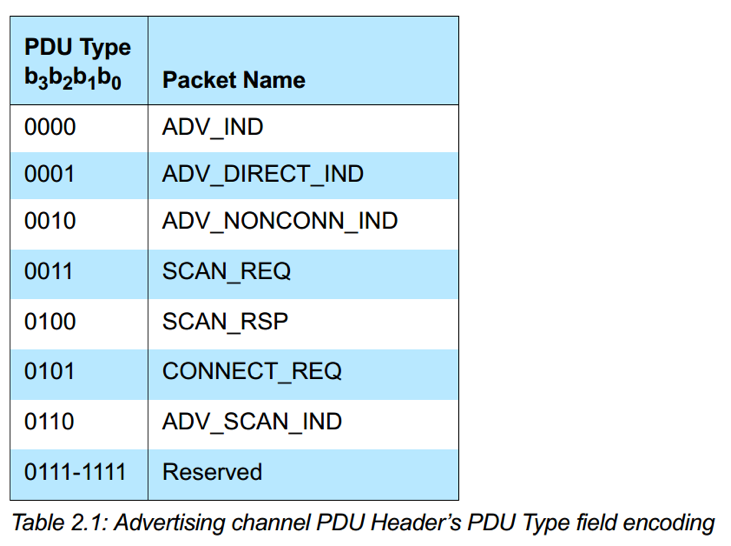 PDU Type
b₃b₂b₁b₀ Packet Name
0000 ADV_IND
0001 ADV_DIRECT_IND
0010 ADV_NONCONN_IND
0011 SCAN_REQ
0100 SCAN_RSP
0101 CONNECT_REQ
0110 ADV_SCAN_IND
0111-1111 Reserved
Table 2.1: Advertising channel PDU Header's PDU Type field encoding